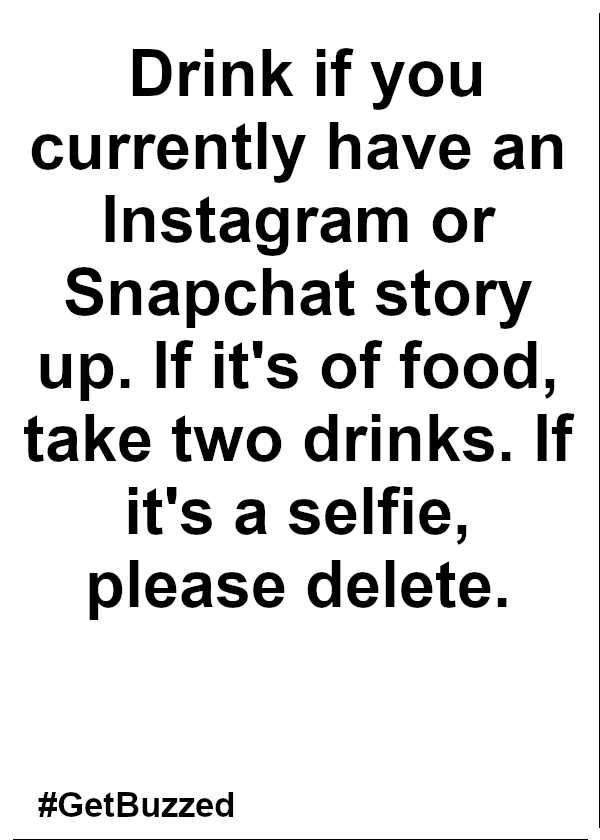 Drink if you
currently have an
Instagram or
Snapchat story
up. If it's of food,
take two drinks. If
it's a selfie,
please delete.
#GetBuzzed